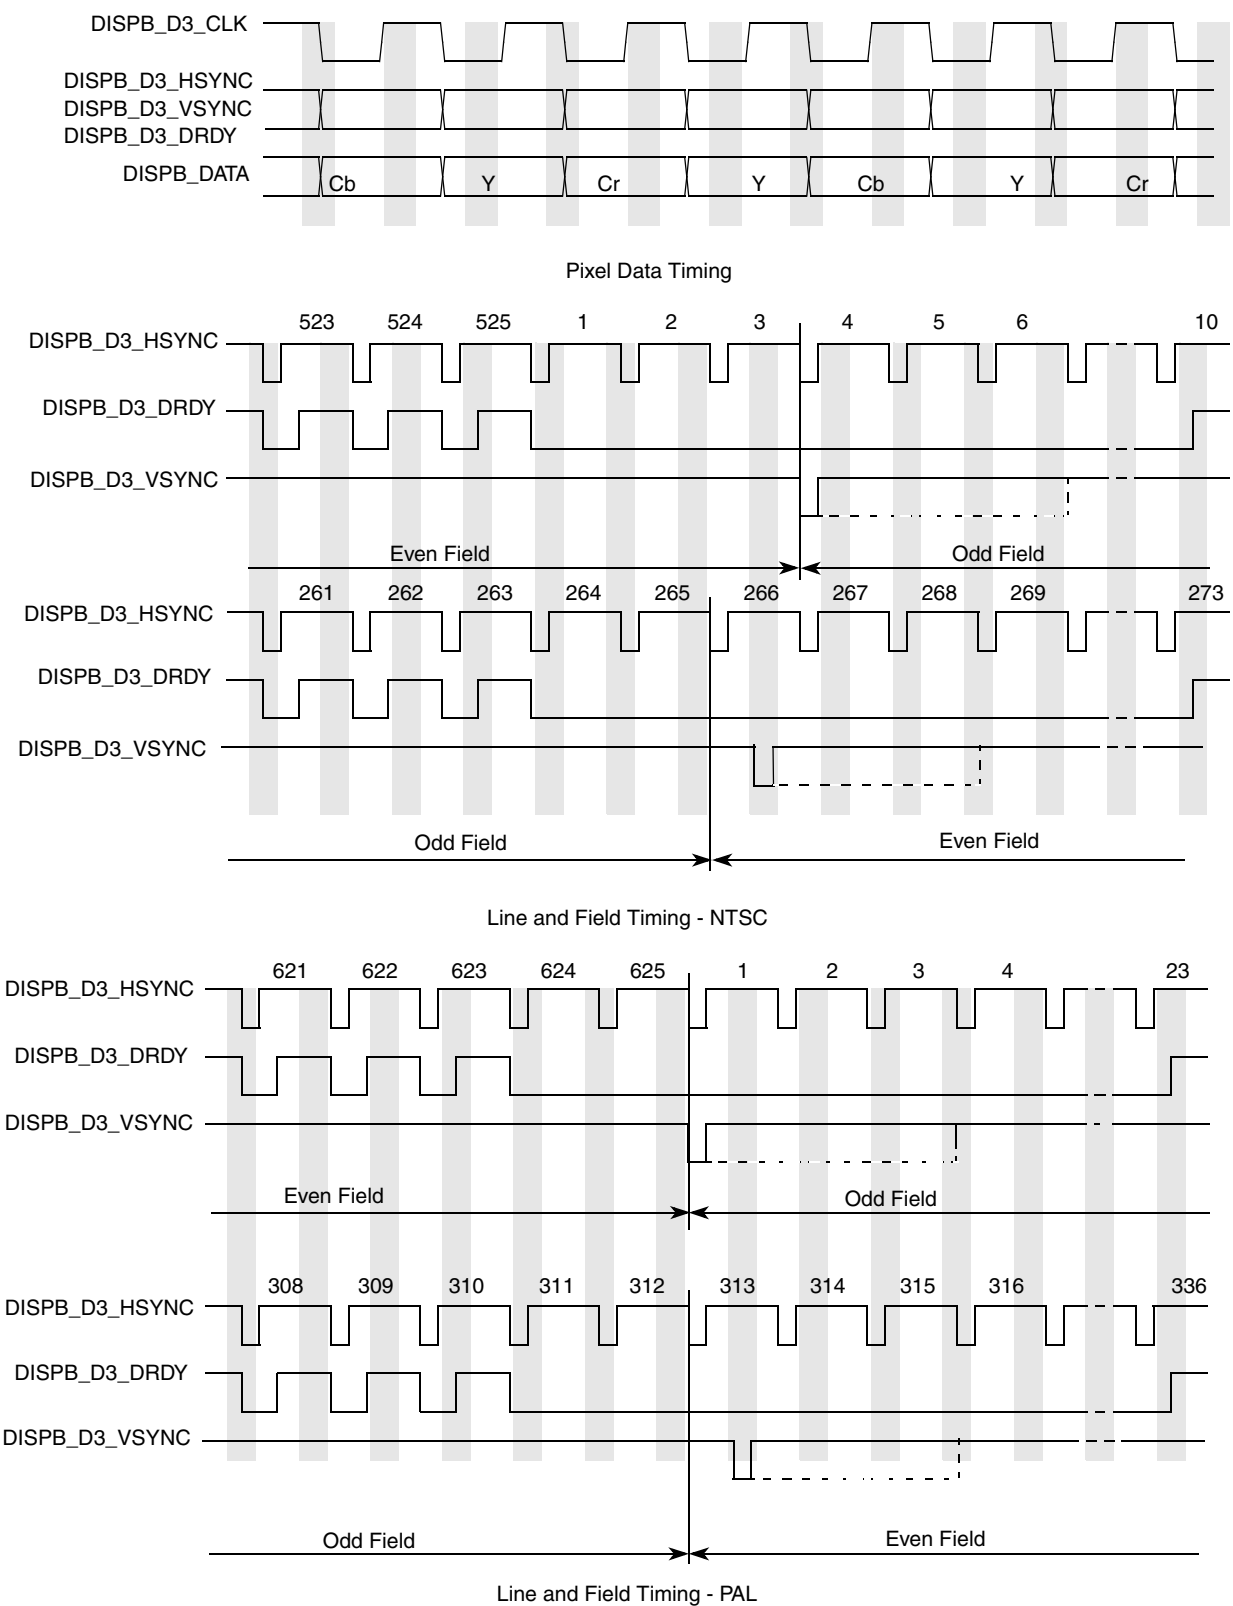 DISPB_D3_CLK
DISPB_D3_HSYNC
DISPB_D3_VSYNC
DISPB_D3_DRDY
DISPB_DATA
Cb Y Cr Y Cb Y Cr
Pixel Data Timing
523 524 525 1 2 3 4 5 6 10
DISPB_D3_HSYNC
DISPB_D3_DRDY
DISPB_D3_VSYNC
Even Field Odd Field
261 262 263 264 265 266 267 268 269 273
DISPB_D3_HSYNC
DISPB_D3_DRDY
DISPB_D3_VSYNC
Odd Field Even Field
Line and Field Timing - NTSC
621 622 623 624 625 1 2 3 4 23
DISPB_D3_HSYNC
DISPB_D3_DRDY
DISPB_D3_VSYNC
Even Field Odd Field
308 309 310 311 312 313 314 315 316 336
DISPB_D3_HSYNC
DISPB_D3_DRDY
DISPB_D3_VSYNC
Odd Field Even Field
Line and Field Timing - PAL